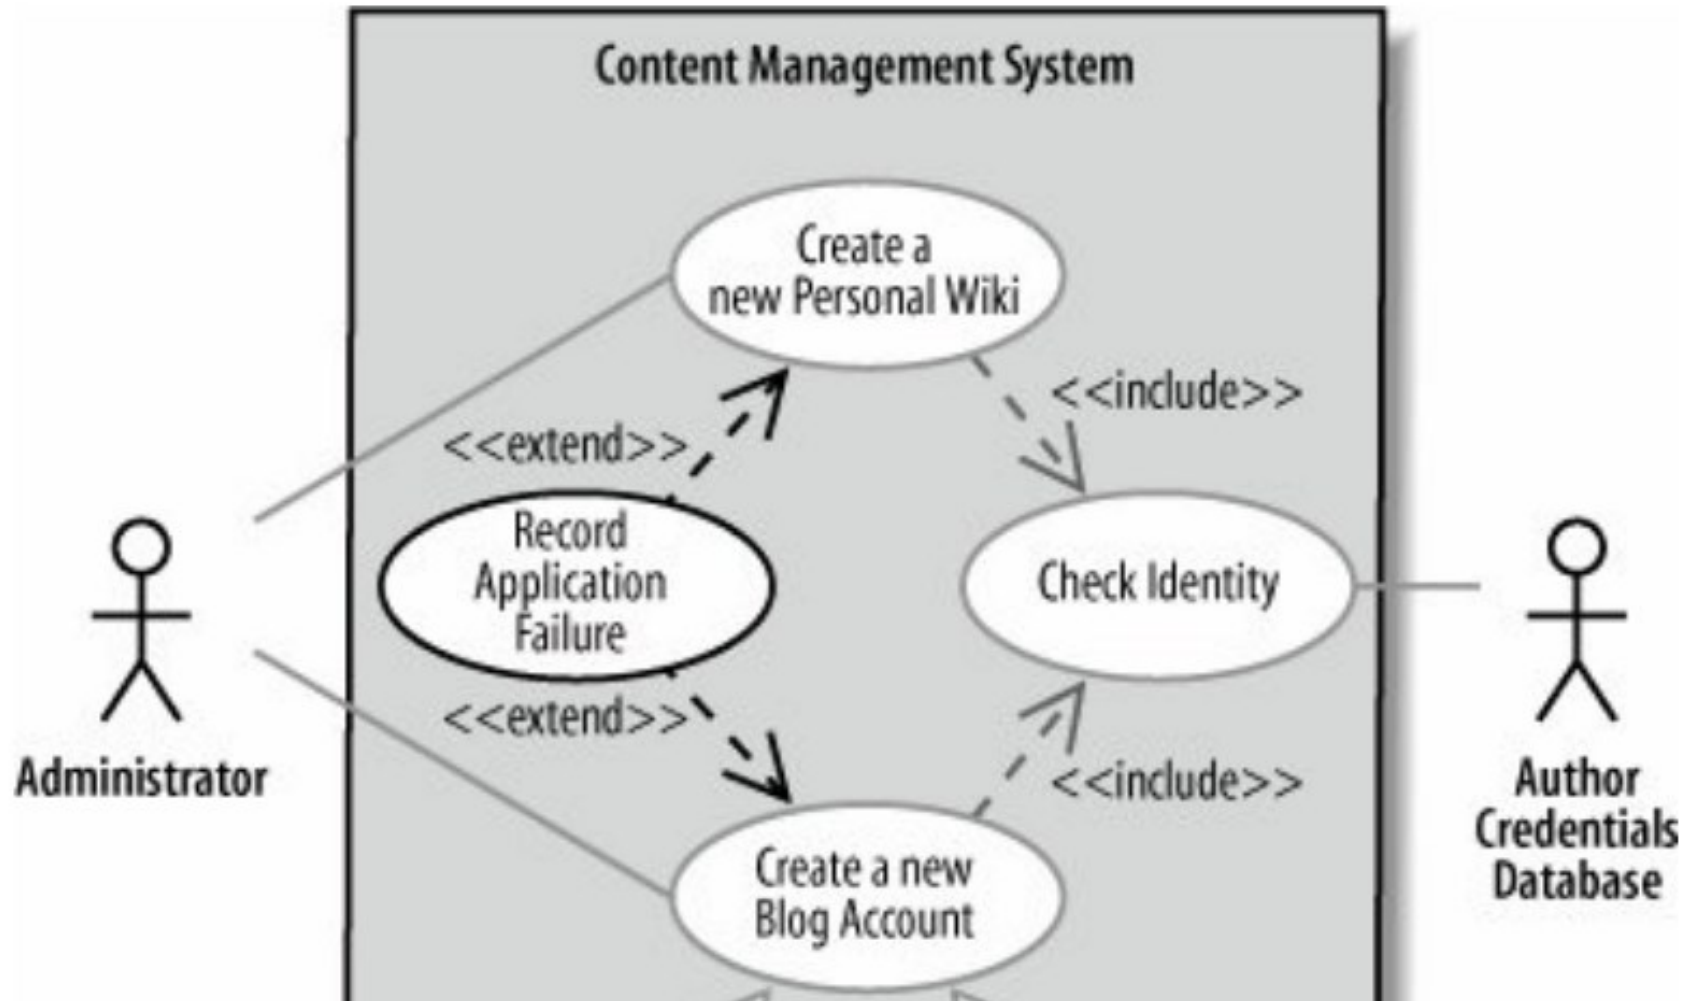 Content Management System
Create a
new Personal Wiki
<<include>>
<<extend>>
Record
Application
Failure
Check Identity
<<extend>>
<<include>>
Administrator
Author
Credentials
Database
Create a new
Blog Account